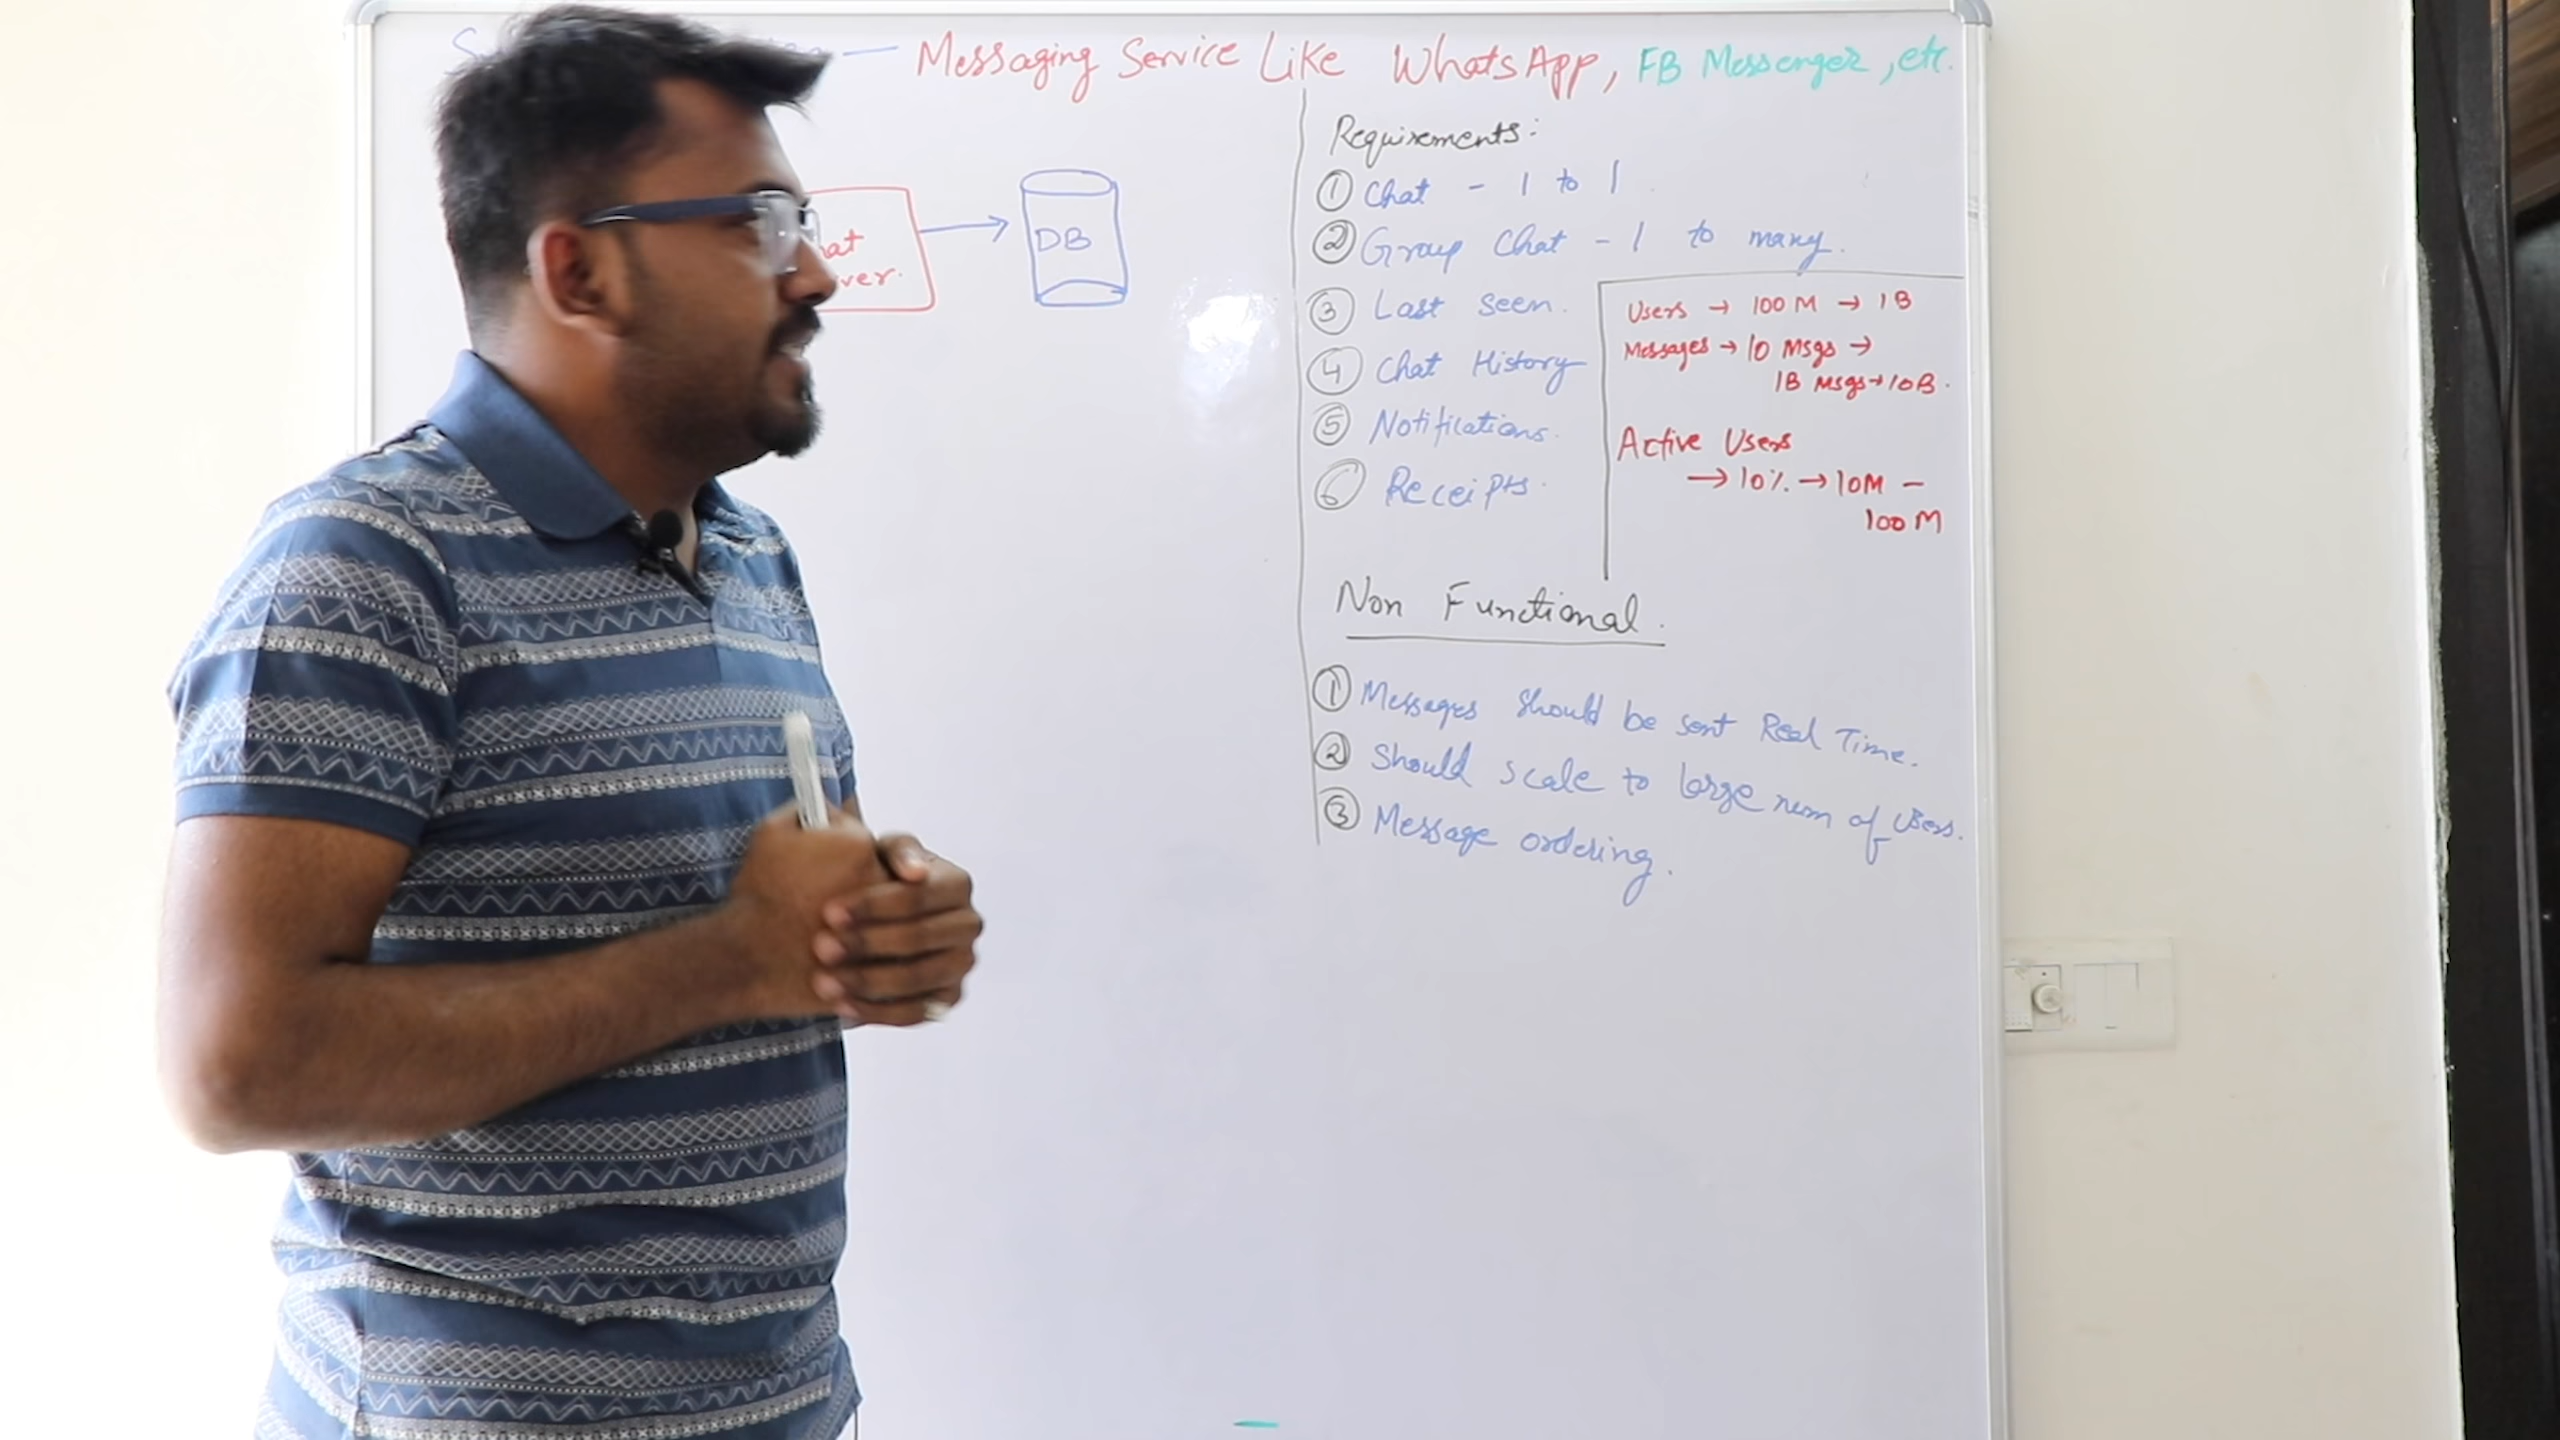 — Messaging Service Like WhatsApp, FB Messenger, etc.
DB
Requirements:
① Chat - 1 to 1
② Group Chat - 1 to many.
③ Last seen.
④ Chat History
⑤ Notifications.
⑥ Receipts.
Users → 100 M → 1 B
Messages → 10 Msgs →
1B Msgs → 10B.
Active Users
→ 10% → 10M -
100 M
Non Functional.
① Messages should be sent Real Time.
② Should scale to large num of Users.
③ Message ordering.